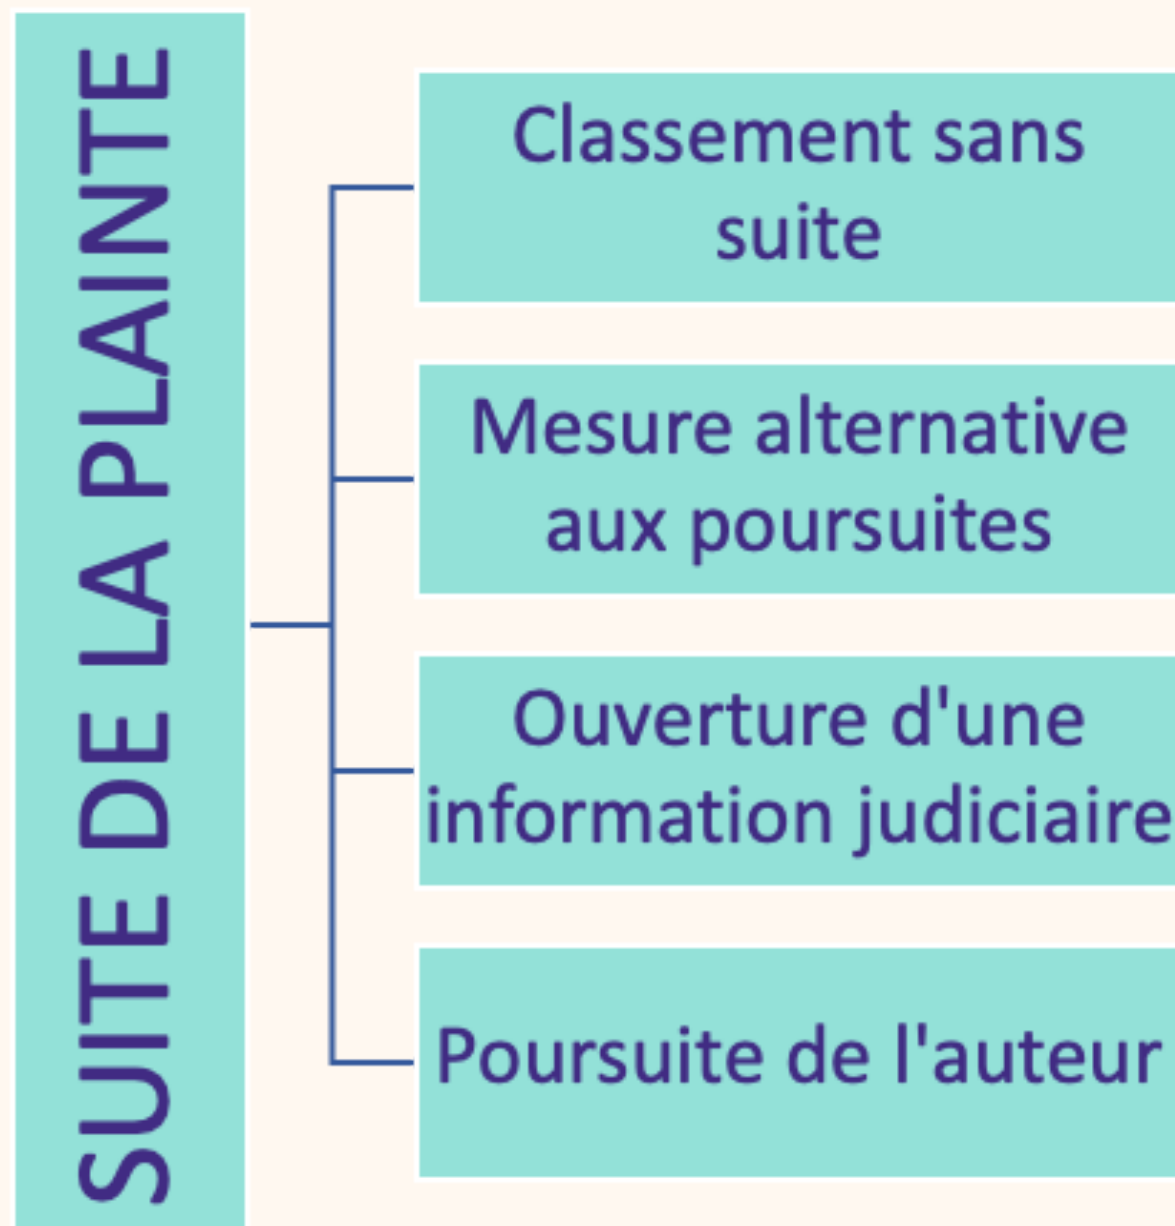 SUITE DE LA PLAINTE
Classement sans
suite
Mesure alternative
aux poursuites
Ouverture d'une
information judiciaire
Poursuite de l'auteur